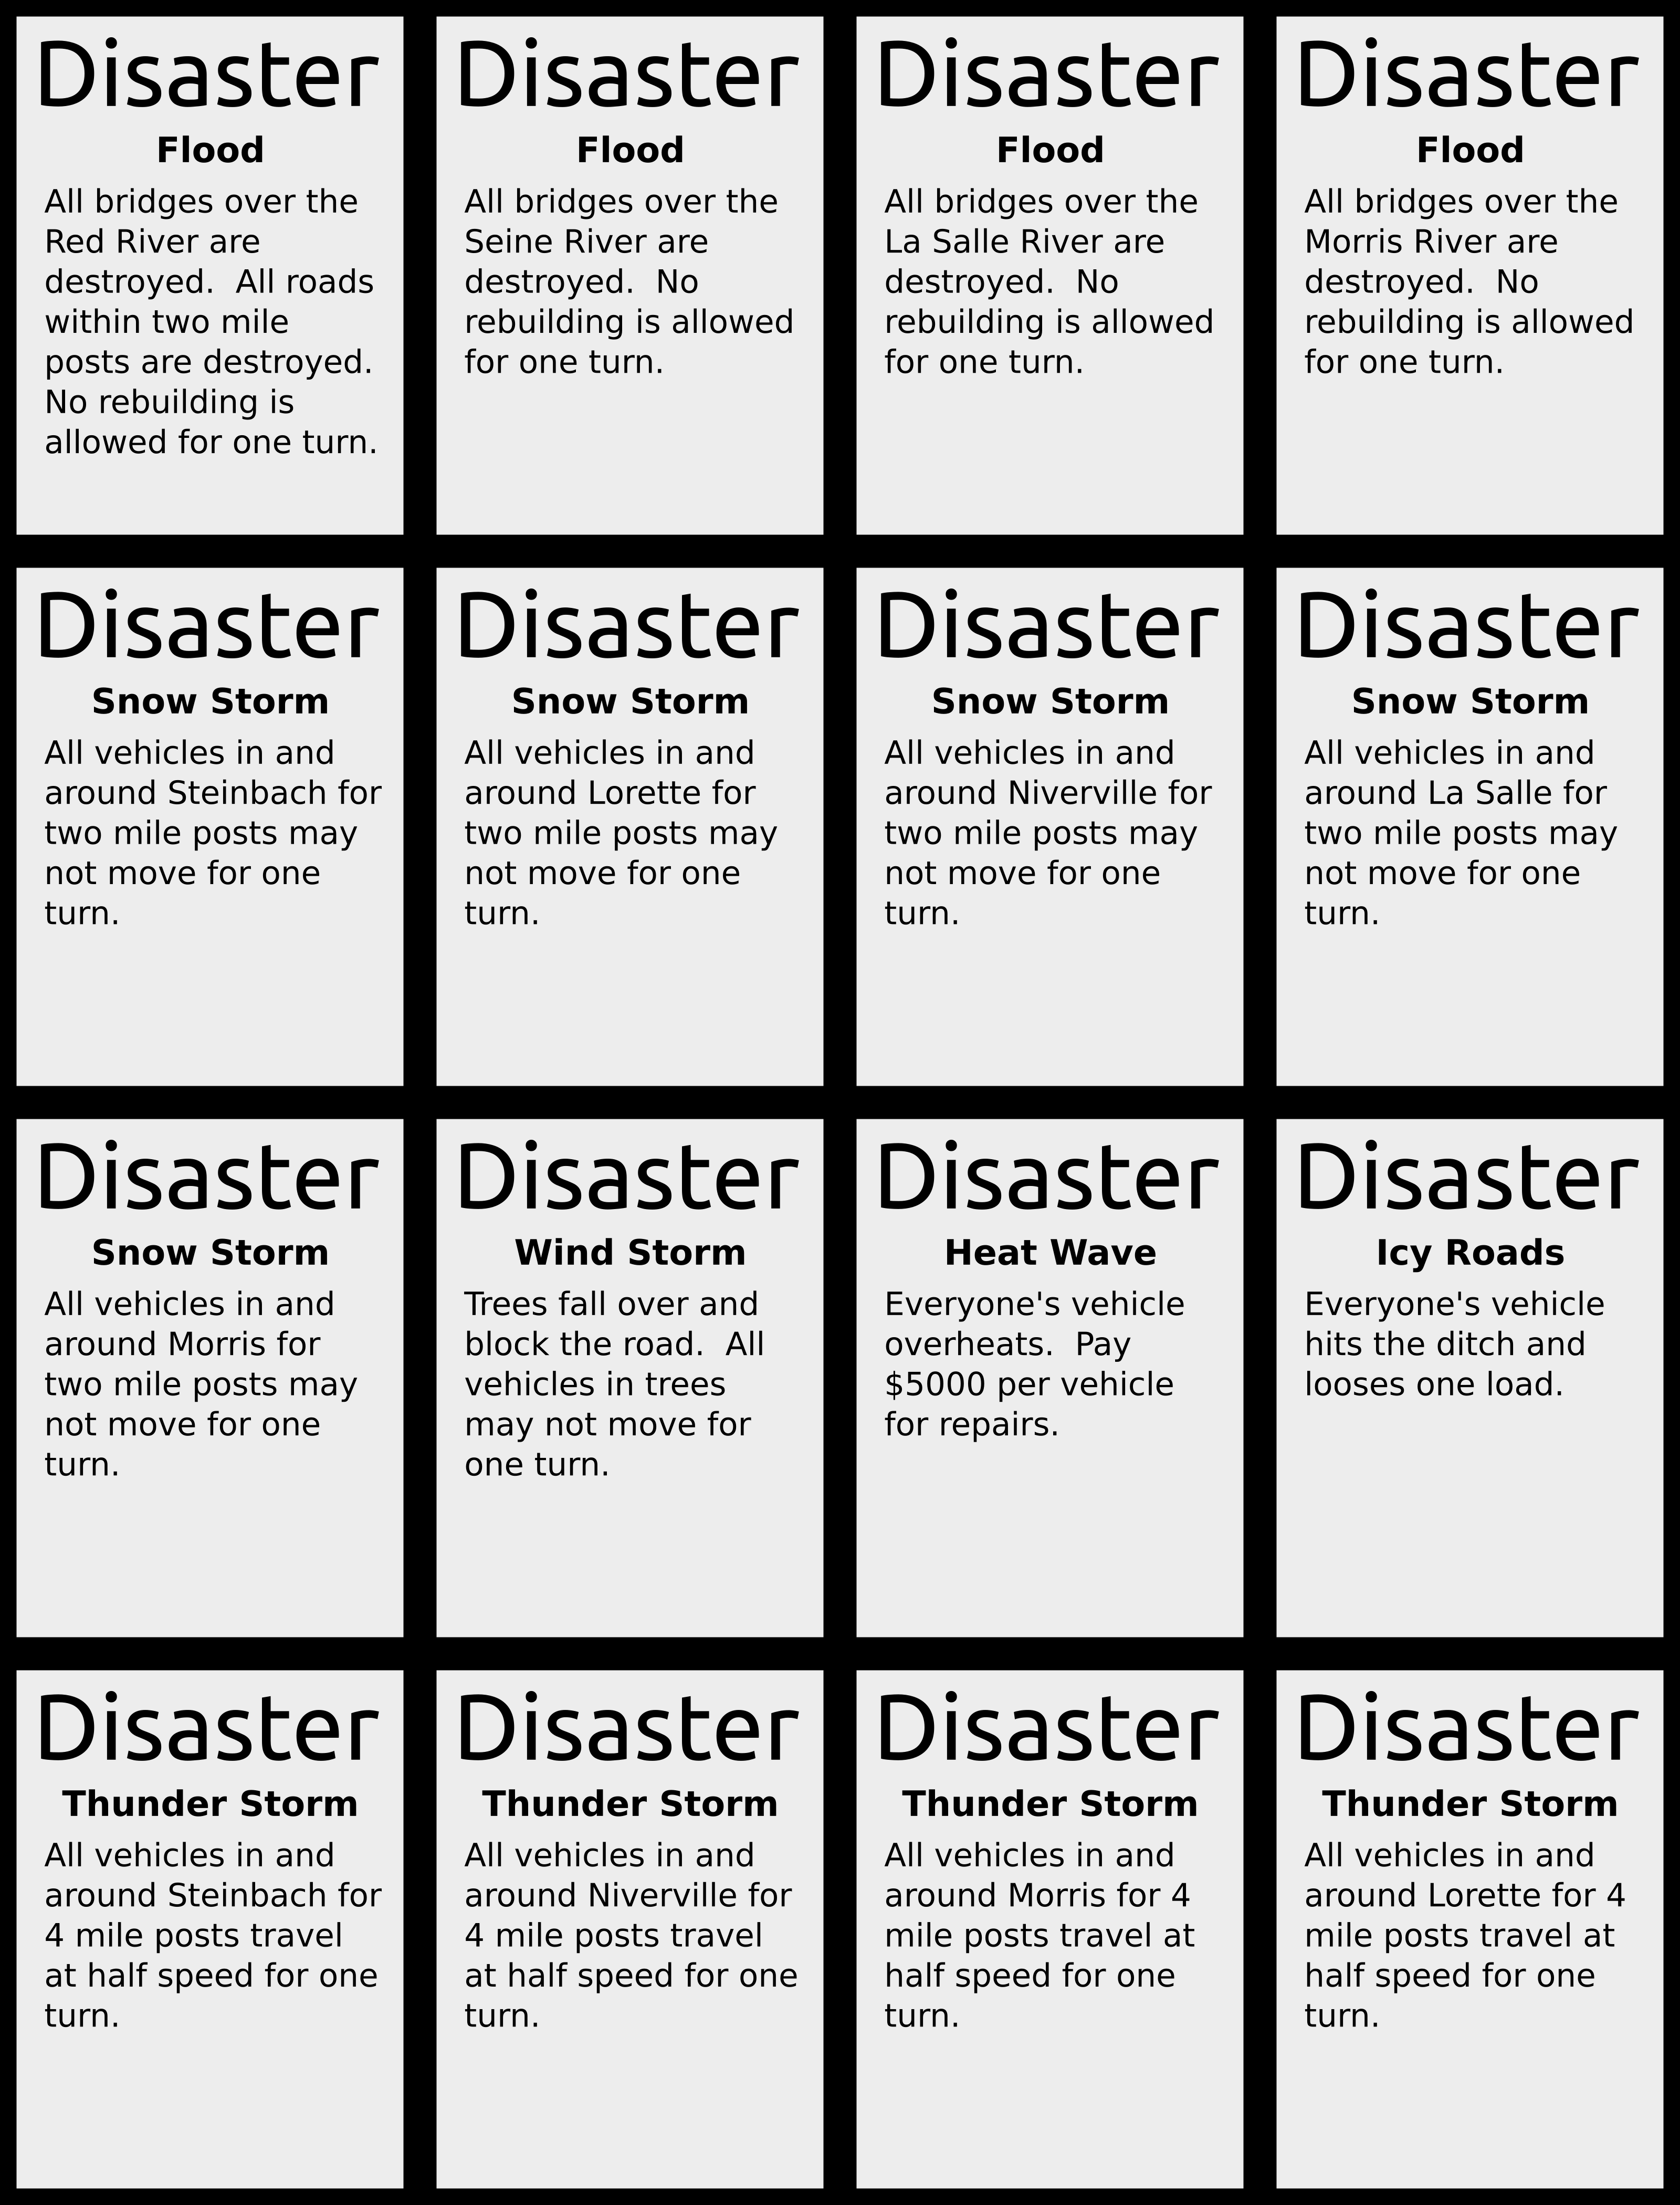 Disaster
Flood
All bridges over the
Red River are
destroyed.  All roads
within two mile
posts are destroyed.
No rebuilding is
allowed for one turn.
Disaster
Flood
All bridges over the
Seine River are
destroyed.  No
rebuilding is allowed
for one turn.
Disaster
Flood
All bridges over the
La Salle River are
destroyed.  No
rebuilding is allowed
for one turn.
Disaster
Flood
All bridges over the
Morris River are
destroyed.  No
rebuilding is allowed
for one turn.
Disaster
Snow Storm
All vehicles in and
around Steinbach for
two mile posts may
not move for one
turn.
Disaster
Snow Storm
All vehicles in and
around Lorette for
two mile posts may
not move for one
turn.
Disaster
Snow Storm
All vehicles in and
around Niverville for
two mile posts may
not move for one
turn.
Disaster
Snow Storm
All vehicles in and
around La Salle for
two mile posts may
not move for one
turn.
Disaster
Snow Storm
All vehicles in and
around Morris for
two mile posts may
not move for one
turn.
Disaster
Wind Storm
Trees fall over and
block the road.  All
vehicles in trees
may not move for
one turn.
Disaster
Heat Wave
Everyone's vehicle
overheats.  Pay
$5000 per vehicle
for repairs.
Disaster
Icy Roads
Everyone's vehicle
hits the ditch and
looses one load.
Disaster
Thunder Storm
All vehicles in and
around Steinbach for
4 mile posts travel
at half speed for one
turn.
Disaster
Thunder Storm
All vehicles in and
around Niverville for
4 mile posts travel
at half speed for one
turn.
Disaster
Thunder Storm
All vehicles in and
around Morris for 4
mile posts travel at
half speed for one
turn.
Disaster
Thunder Storm
All vehicles in and
around Lorette for 4
mile posts travel at
half speed for one
turn.